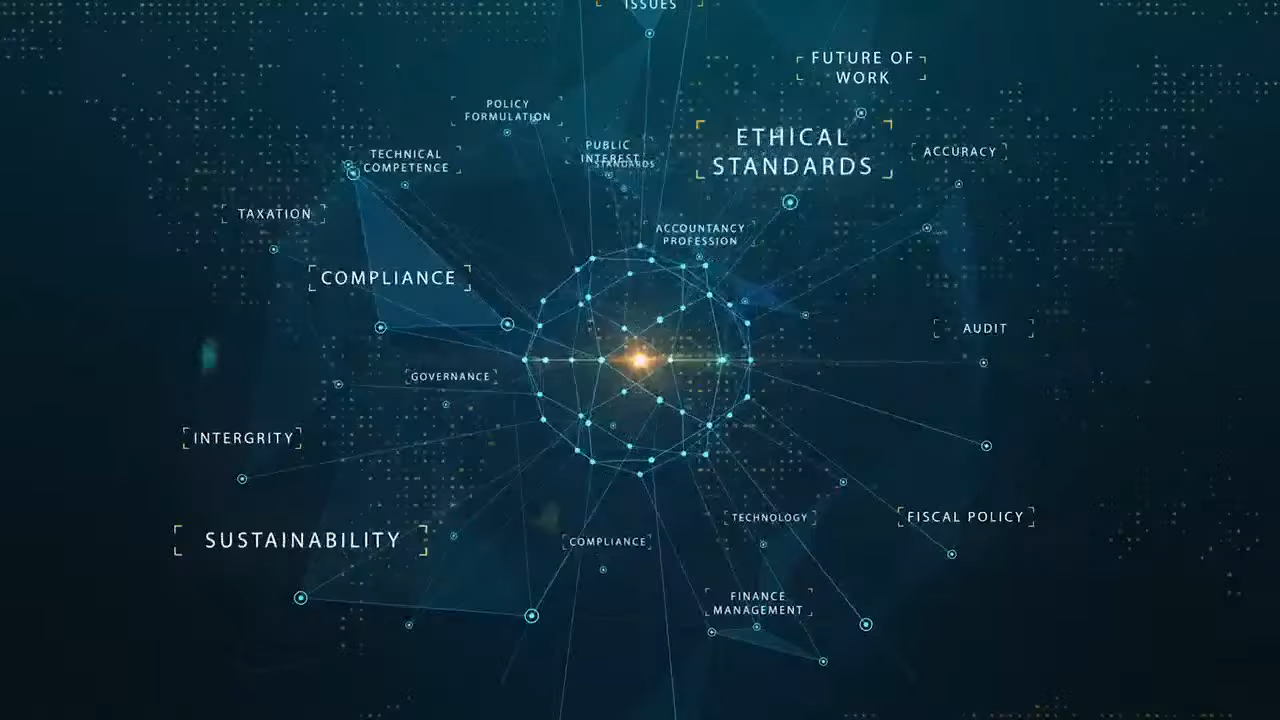 ISSUES
FUTURE OF
WORK
POLICY
FORMULATION
ETHICAL
STANDARDS
PUBLIC
INTEREST
STANDARDS
ACCURACY
TECHNICAL
COMPETENCE
TAXATION
ACCOUNTANCY
PROFESSION
COMPLIANCE
AUDIT
GOVERNANCE
INTERGRITY
FISCAL POLICY
TECHNOLOGY
SUSTAINABILITY
COMPLIANCE
FINANCE
MANAGEMENT